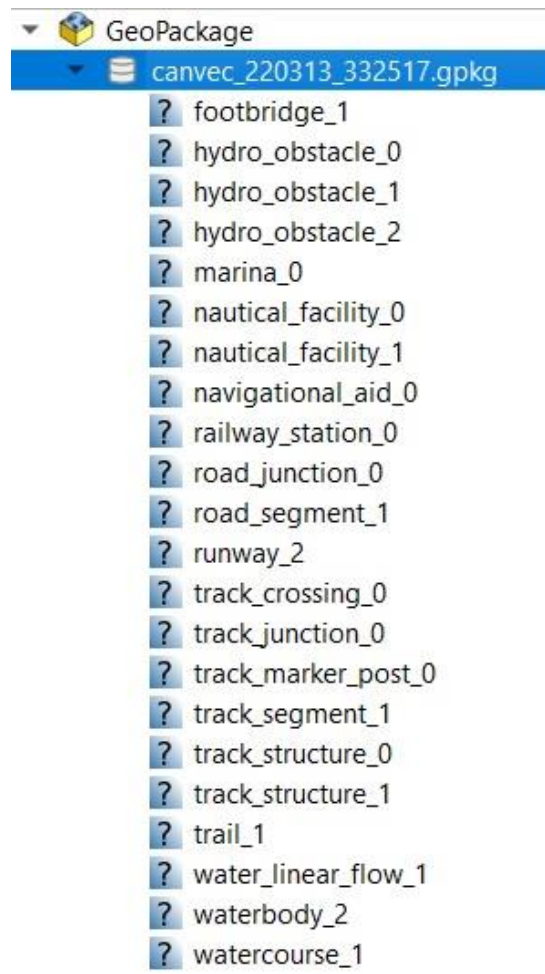 GeoPackage
canvec_220313_332517.gpkg
? footbridge_1
? hydro_obstacle_0
? hydro_obstacle_1
? hydro_obstacle_2
? marina_0
? nautical_facility_0
? nautical_facility_1
? navigational_aid_0
? railway_station_0
? road_junction_0
? road_segment_1
? runway_2
? track_crossing_0
? track_junction_0
? track_marker_post_0
? track_segment_1
? track_structure_0
? track_structure_1
? trail_1
? water_linear_flow_1
? waterbody_2
? watercourse_1